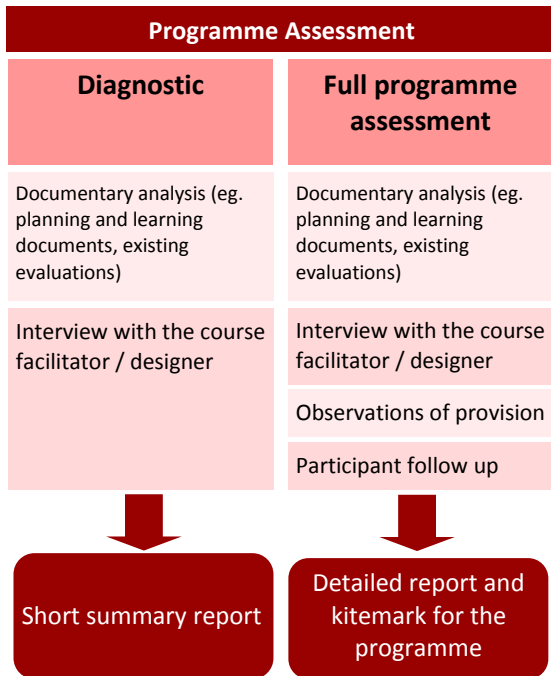 Programme Assessment
Diagnostic
Documentary analysis (eg.
planning and learning
documents, existing
evaluations)
Interview with the course
facilitator / designer
Short summary report
Full programme
assessment
Documentary analysis (eg.
planning and learning
documents, existing
evaluations)
Interview with the course
facilitator / designer
Observations of provision
Participant follow up
Detailed report and
kitemark for the
programme